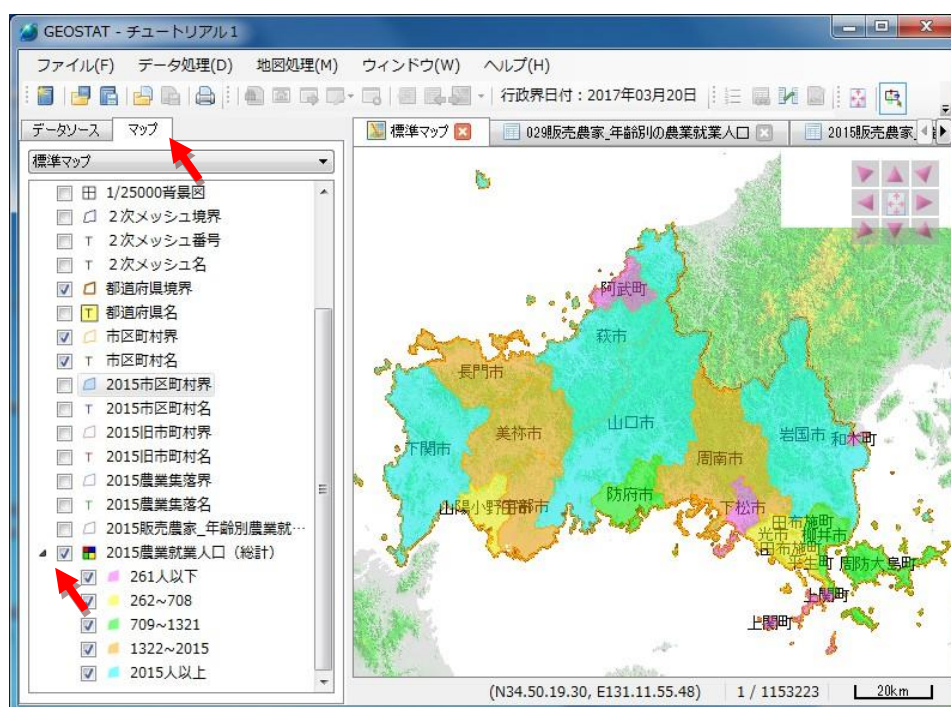 GEOSTAT - チュートリアル1
ファイル(F) データ処理(D) 地図処理(M) ウィンドウ(W) ヘルプ(H)
行政界日付：2017年03月20日
データソース マップ
標準マップ 029販売農家_年齢別の農業就業人口 2015販売農家_
標準マップ
1/25000背景図
２次メッシュ境界
T ２次メッシュ番号
T ２次メッシュ名
都道府県境界
T 都道府県名
市区町村界
T 市区町村名
2015市区町村界
T 2015市区町村名
2015旧市町村界
T 2015旧市町村名
2015農業集落界
T 2015農業集落名
2015販売農家_年齢別農業就…
2015農業就業人口（総計）
261人以下
262~708
709~1321
1322~2015
2015人以上
阿武町
萩市
長門市
山口市
美祢市
岩国市
和木町
下関市
周南市
防府市
山陽小野田市
宇部市
下松市
田布施町
光市
柳井市
田布施町
平生町
周防大島町
上関町
上関町
(N34.50.19.30, E131.11.55.48) 1 / 1153223 20km